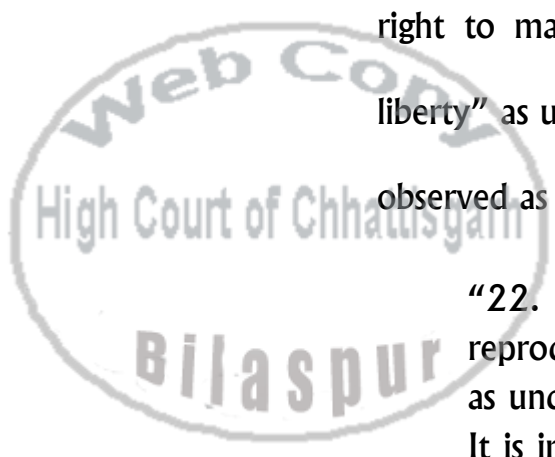 right to ma
liberty" as u
observed as
"22.
reproc
as und
It is in
Web Copy
High Court of Chhattisgarh
Bilaspur